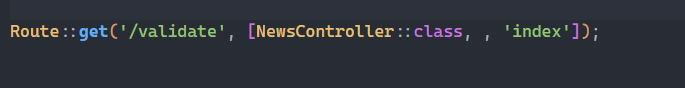 Route::get('/validate', [NewsController::class, , 'index']);